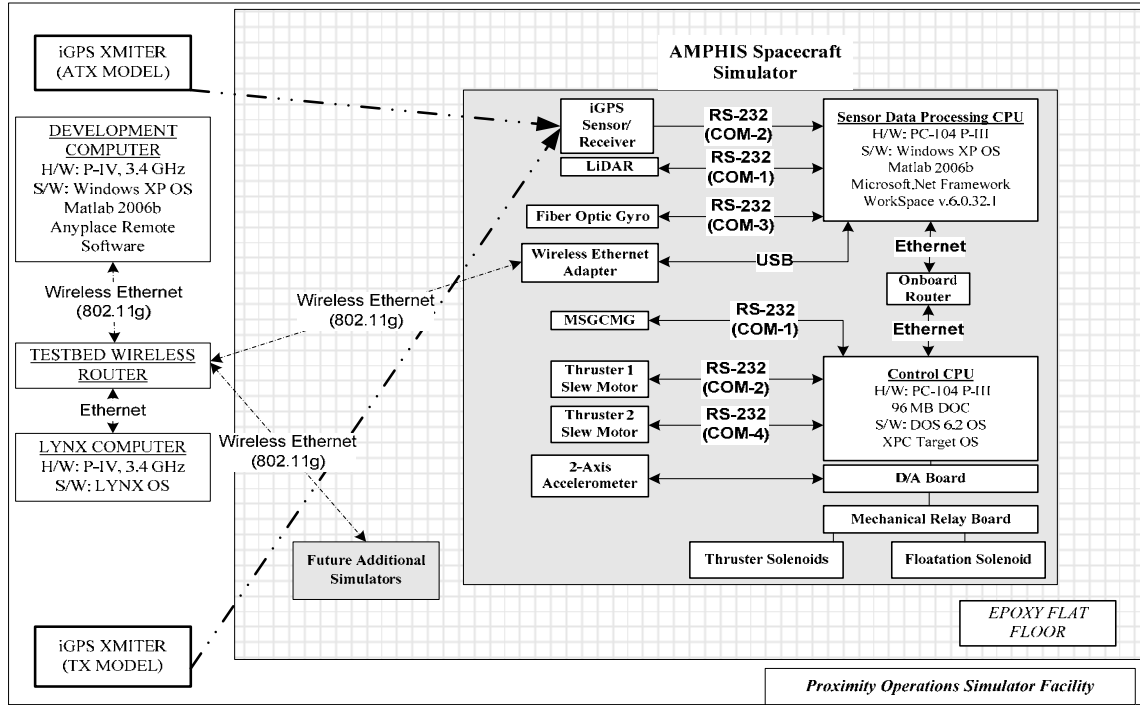 iGPS XMITER
(ATX MODEL)
DEVELOPMENT
COMPUTER
H/W: P-IV, 3.4 GHz
S/W: Windows XP OS
Matlab 2006b
Anyplace Remote
Software
Wireless Ethernet
(802.11g)
TESTBED WIRELESS
ROUTER
Ethernet
LYNX COMPUTER
H/W: P-IV, 3.4 GHz
S/W: LYNX OS
iGPS XMITER
(TX MODEL)
Wireless Ethernet
(802.11g)
Wireless Ethernet
(802.11g)
Future Additional
Simulators
AMPHIS Spacecraft
Simulator
iGPS
Sensor/
Receiver
RS-232
(COM-2)
LiDAR
RS-232
(COM-1)
Fiber Optic Gyro
RS-232
(COM-3)
Wireless Ethernet
Adapter
USB
Sensor Data Processing CPU
H/W: PC-104 P-III
S/W: Windows XP OS
Matlab 2006b
Microsoft.Net Framework
WorkSpace v.6.0.32.1
Ethernet
Onboard
Router
Ethernet
MSGCMG
RS-232
(COM-1)
Thruster 1
Slew Motor
RS-232
(COM-2)
Thruster 2
Slew Motor
RS-232
(COM-4)
2-Axis
Accelerometer
Control CPU
H/W: PC-104 P-III
96 MB DOC
S/W: DOS 6.2 OS
XPC Target OS
D/A Board
Mechanical Relay Board
Thruster Solenoids
Floatation Solenoid
EPOXY FLAT
FLOOR
Proximity Operations Simulator Facility